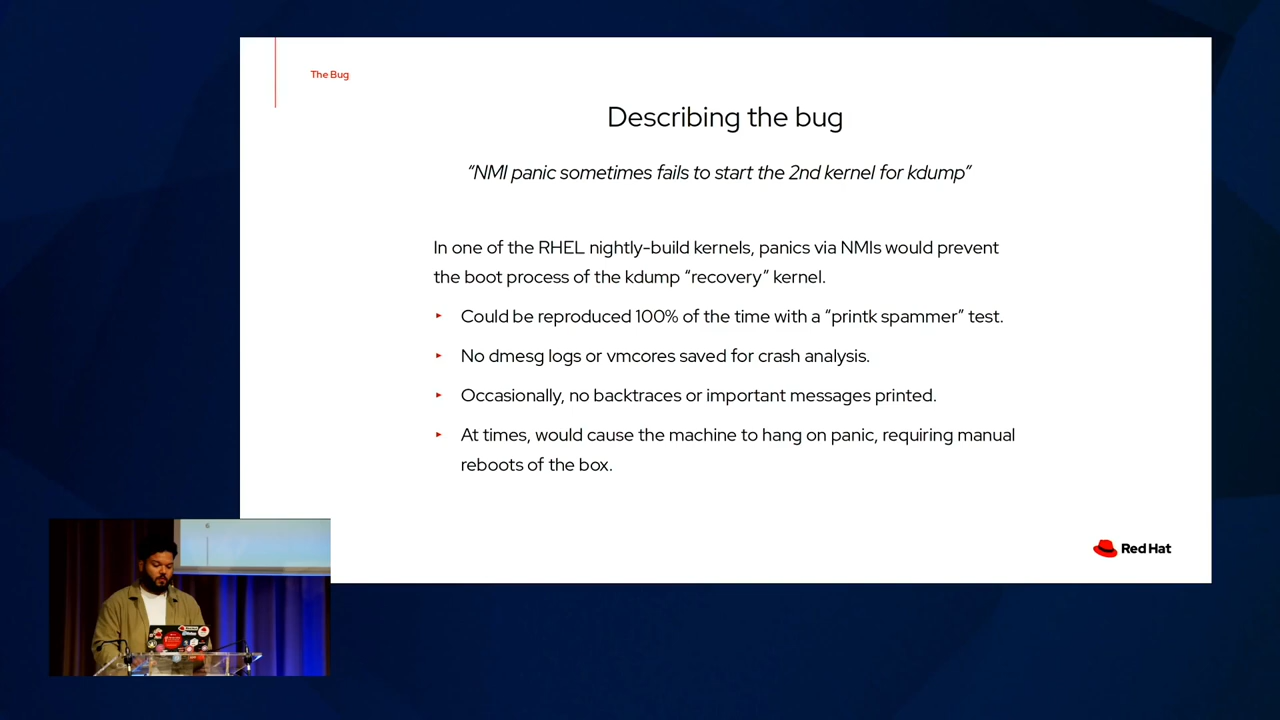 The Bug
Describing the bug
“NMI panic sometimes fails to start the 2nd kernel for kdump”
In one of the RHEL nightly-build kernels, panics via NMIs would prevent
the boot process of the kdump “recovery” kernel.
► Could be reproduced 100% of the time with a “printk spammer” test.
► No dmesg logs or vmcores saved for crash analysis.
► Occasionally, no backtraces or important messages printed.
► At times, would cause the machine to hang on panic, requiring manual
reboots of the box.
Red Hat